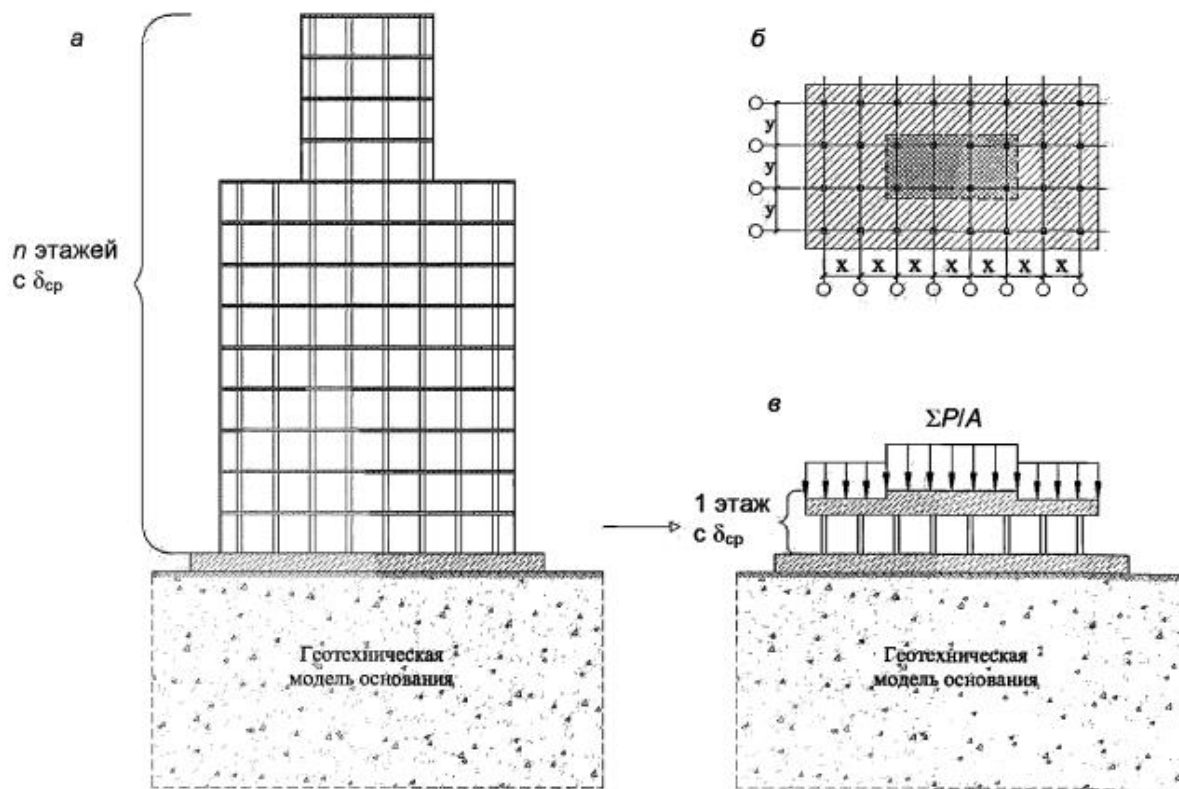 а
n этажей
с δср
Геотехническая
модель основания
б
у
у
у
х х х х х х х
в
ΣP/A
1 этаж
с δср
Геотехническая
модель основания